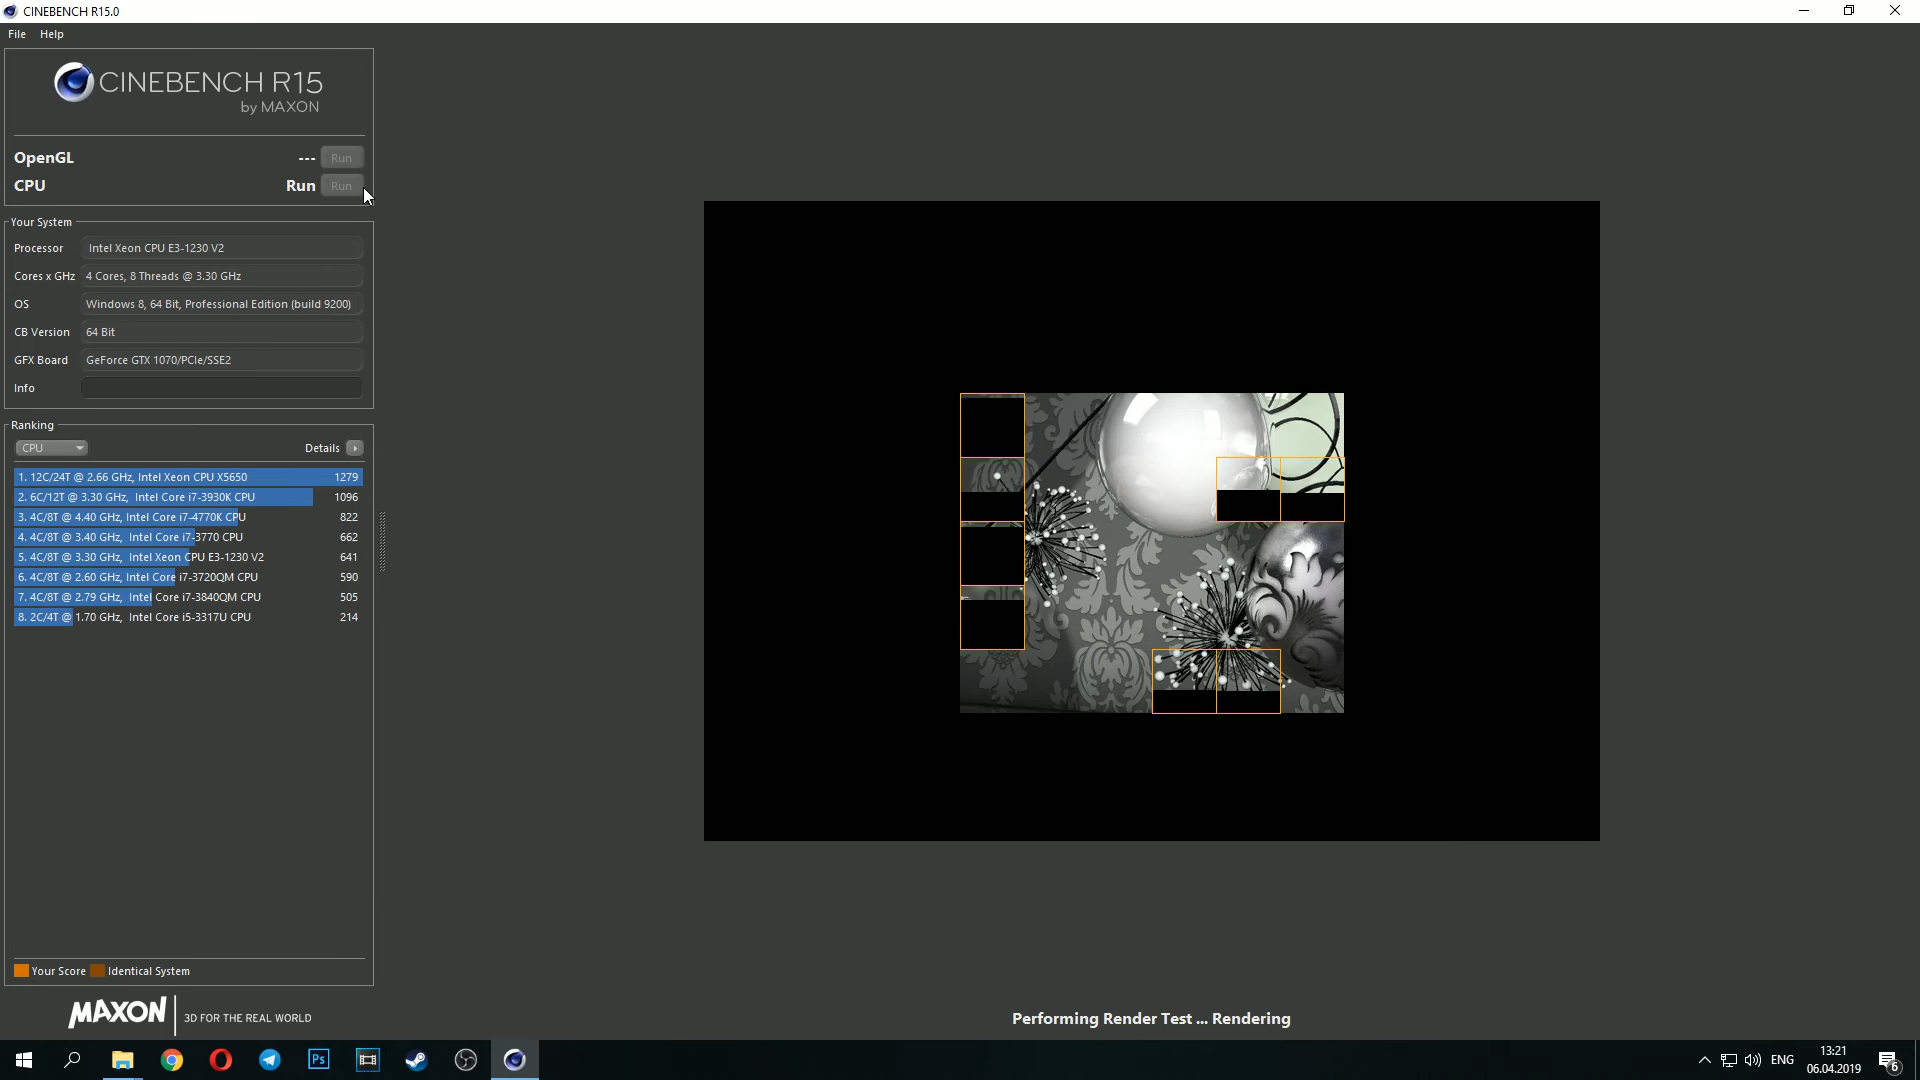 CINEBENCH R15.0
File Help
CINEBENCH R15
by MAXON
OpenGL --- Run
CPU Run Run
Your System
Processor Intel Xeon CPU E3-1230 V2
Cores x GHz 4 Cores, 8 Threads @ 3.30 GHz
OS Windows 8, 64 Bit, Professional Edition (build 9200)
CB Version 64 Bit
GFX Board GeForce GTX 1070/PCIe/SSE2
Info
Ranking
CPU Details
1. 12C/24T @ 2.66 GHz, Intel Xeon CPU X5650 1279
2. 6C/12T @ 3.30 GHz, Intel Core i7-3930K CPU 1096
3. 4C/8T @ 4.40 GHz, Intel Core i7-4770K CPU 822
4. 4C/8T @ 3.40 GHz, Intel Core i7-3770 CPU 662
5. 4C/8T @ 3.30 GHz, Intel Xeon CPU E3-1230 V2 641
6. 4C/8T @ 2.60 GHz, Intel Core i7-3720QM CPU 590
7. 4C/8T @ 2.79 GHz, Intel Core i7-3840QM CPU 505
8. 2C/4T @ 1.70 GHz, Intel Core i5-3317U CPU 214
Your Score Identical System
MAXON 3D FOR THE REAL WORLD
Performing Render Test ... Rendering
Ps
ENG
13:21
06.04.2019
6